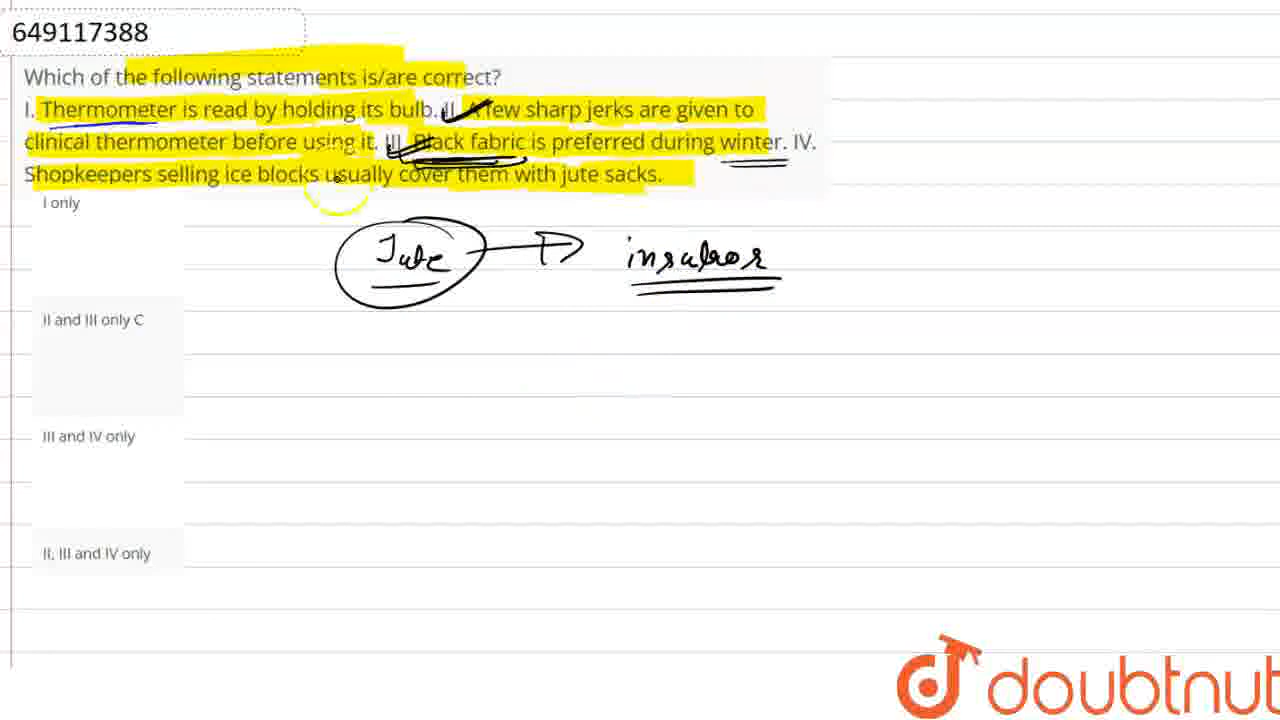 649117388
Which of the following statements is/are correct?
I. Thermometer is read by holding its bulb. II. A few sharp jerks are given to
clinical thermometer before using it. III. Black fabric is preferred during winter. IV.
Shopkeepers selling ice blocks usually cover them with jute sacks.
I only
Jute
II and III only C
III and IV only
II, III and IV only
doubtnut